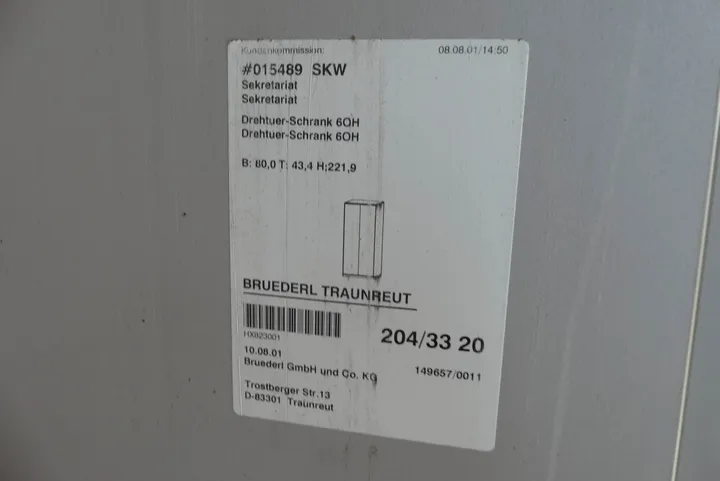 Kundenkommission: 08.08.01/14:50
#015489 SKW
Sekretariat
Sekretariat
Drehtuer-Schrank 6OH
Drehtuer-Schrank 6OH
B: 80,0 T: 43,4 H:221,9
BRUEDERL TRAUNREUT
HX823001
204/33 20
10.08.01
Bruederl GmbH und Co. KG
149657/0011
Trostberger Str.13
D-83301 Traunreut